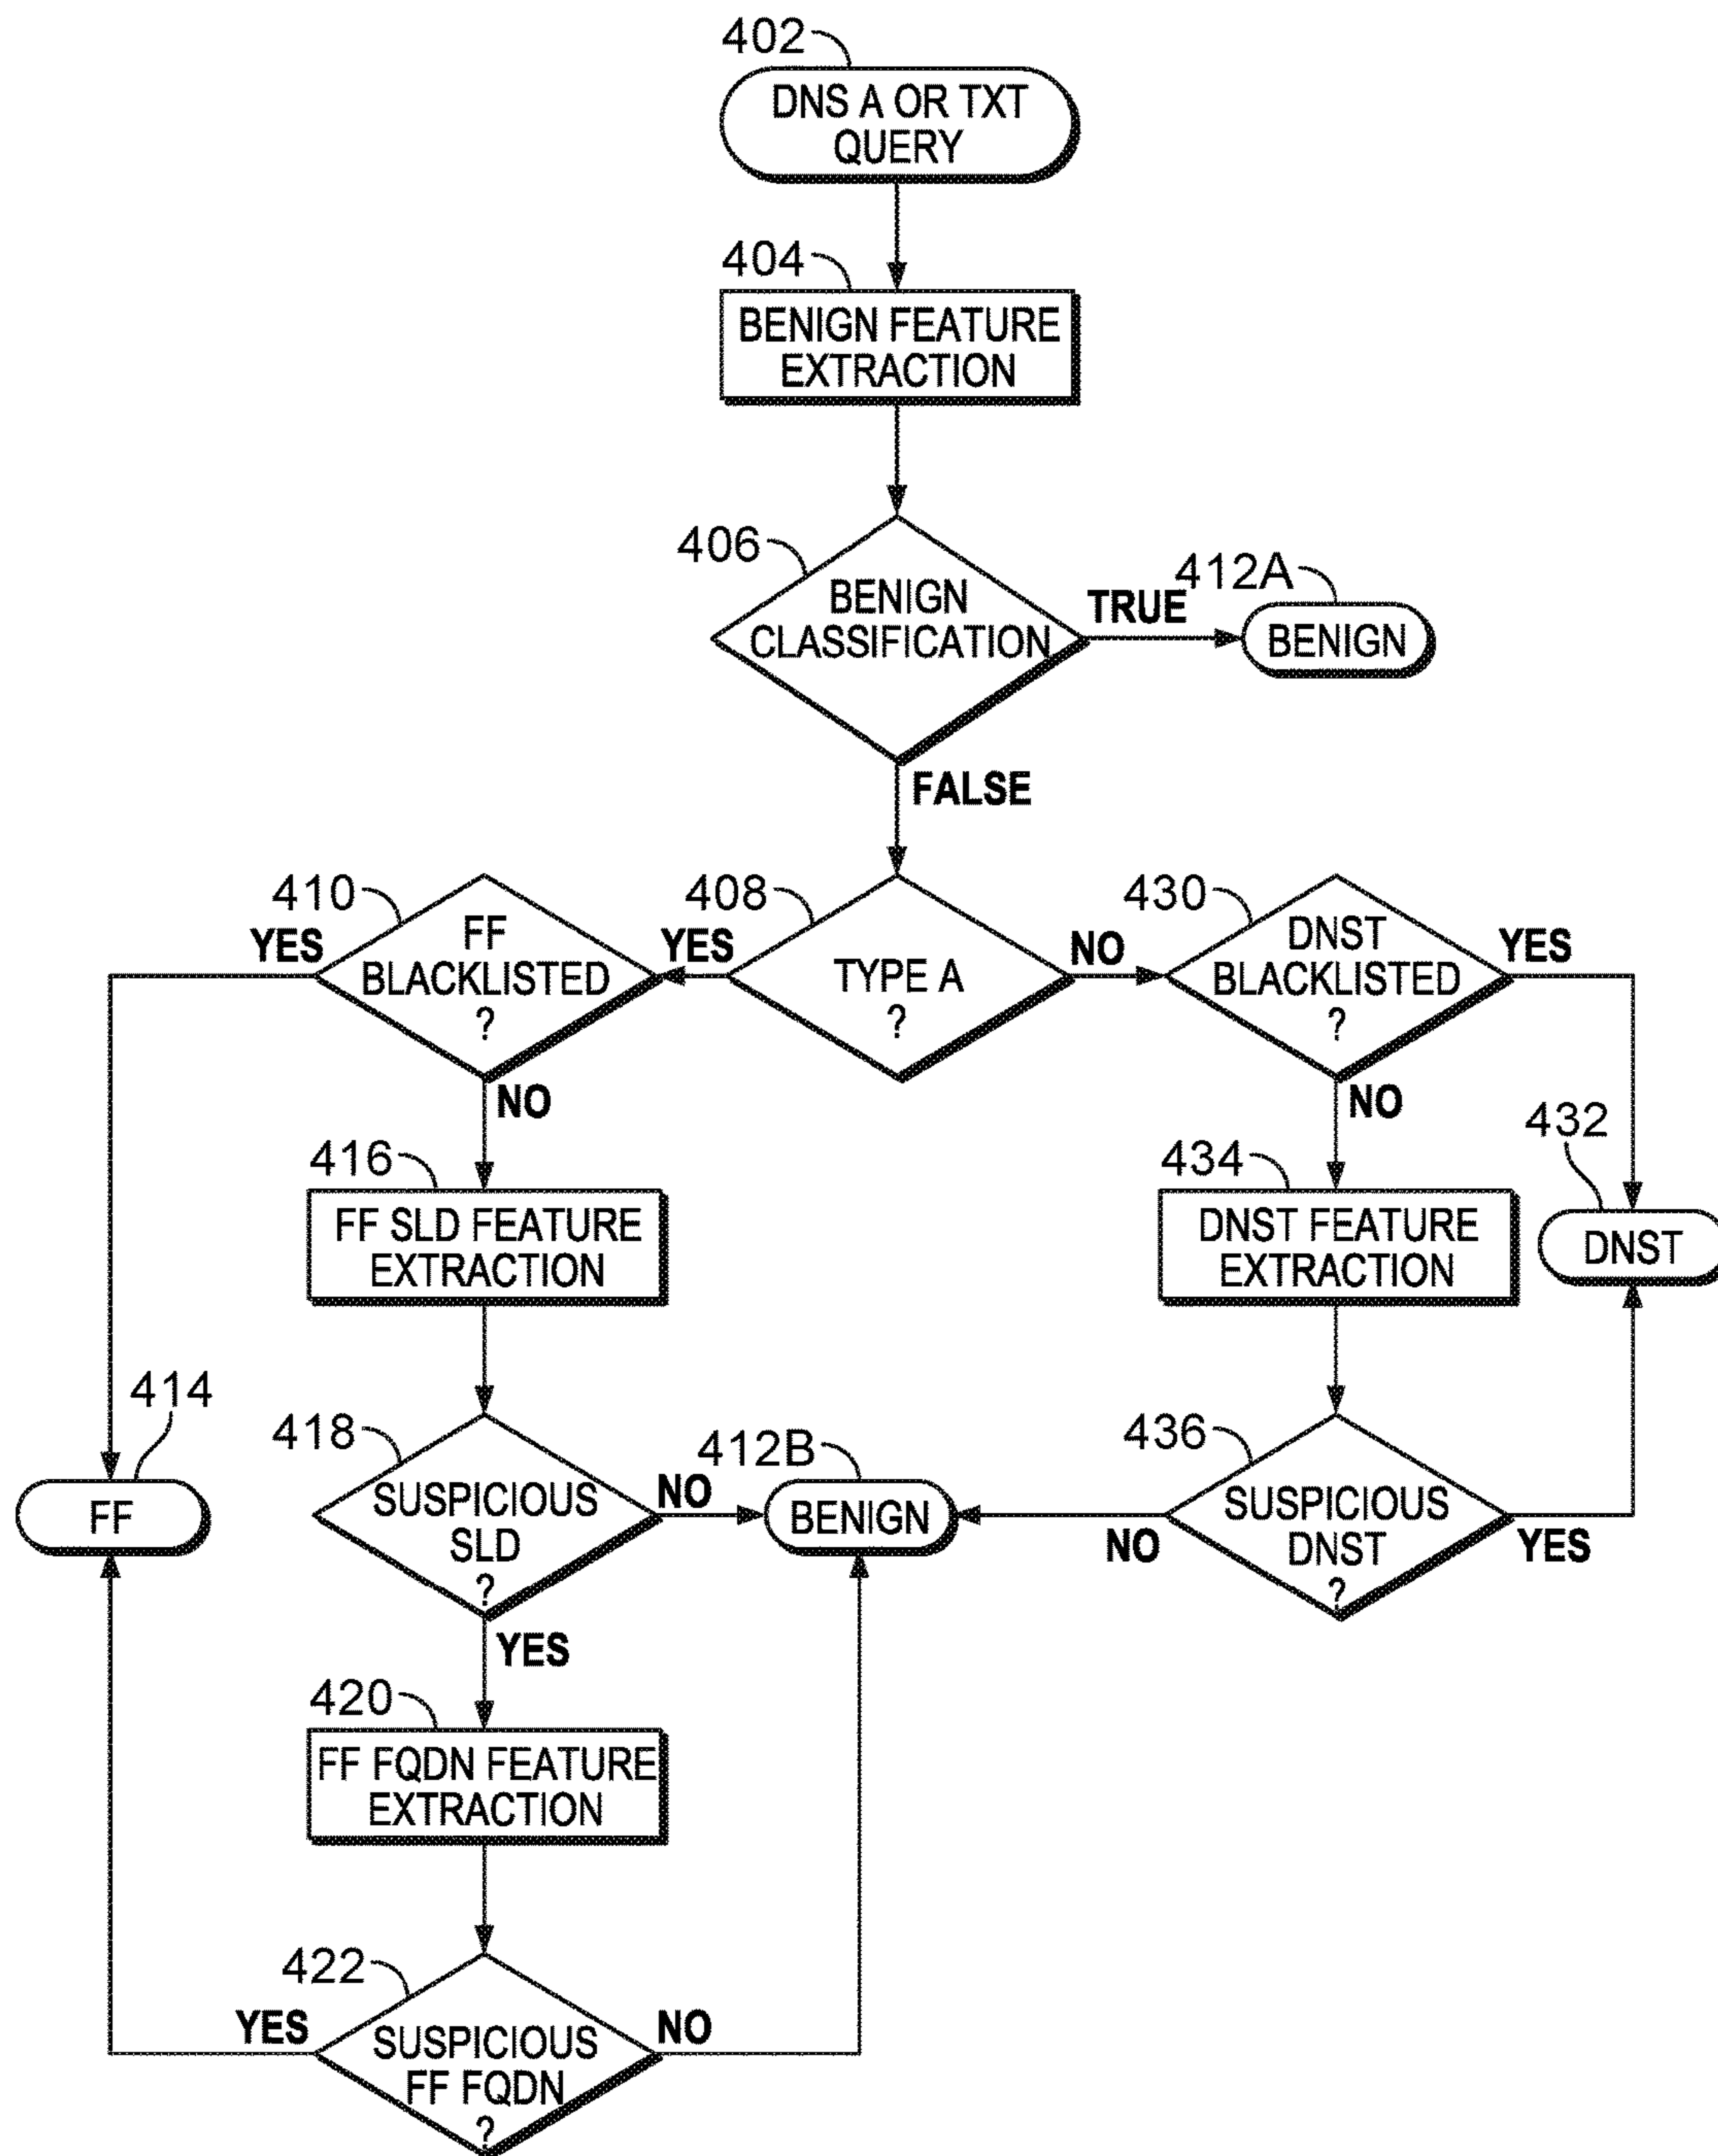 402
DNS A OR TXT
QUERY
404
BENIGN FEATURE
EXTRACTION
406
BENIGN
CLASSIFICATION
TRUE
412A
BENIGN
FALSE
410
YES
FF
BLACKLISTED
?
NO
408
YES
TYPE A
?
NO
430
DNST
BLACKLISTED
?
YES
NO
416
FF SLD FEATURE
EXTRACTION
434
DNST FEATURE
EXTRACTION
432
DNST
414
FF
418
SUSPICIOUS
SLD
?
NO
YES
412B
BENIGN
436
SUSPICIOUS
DNST
?
NO
YES
420
FF FQDN FEATURE
EXTRACTION
422
YES
SUSPICIOUS
FF FQDN
?
NO